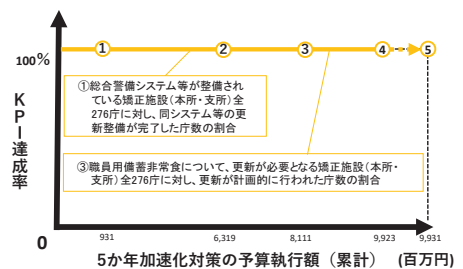 ① ② ③ ④ ⑤
100%
①総合警備システム等が整備され
ている矯正施設(本所・支所)全
276庁に対し、同システム等の更
新整備が完了した庁数の割合
KPI達成率
③職員用備蓄非常食について、更新が必要となる矯正施設(本所・
支所)全276庁に対し、更新が計画的に行われた庁数の割合
0
931 6,319 8,111 9,923 9,931
5か年加速化対策の予算執行額(累計) (百万円)